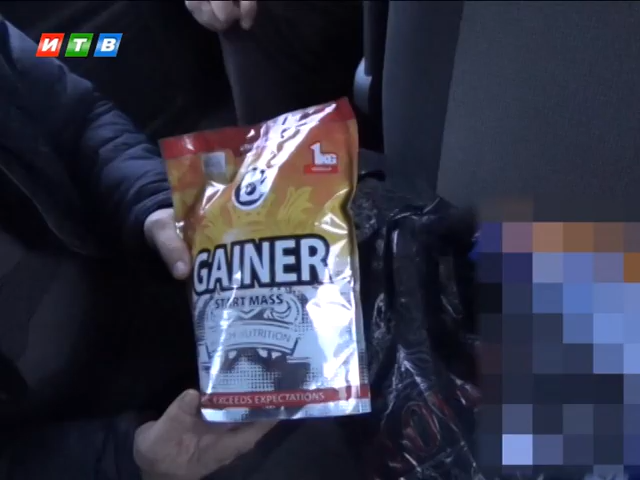 ИТВ
1KG
GAINER
START MASS
NUTRITION
EXCEEDS EXPECTATIONS